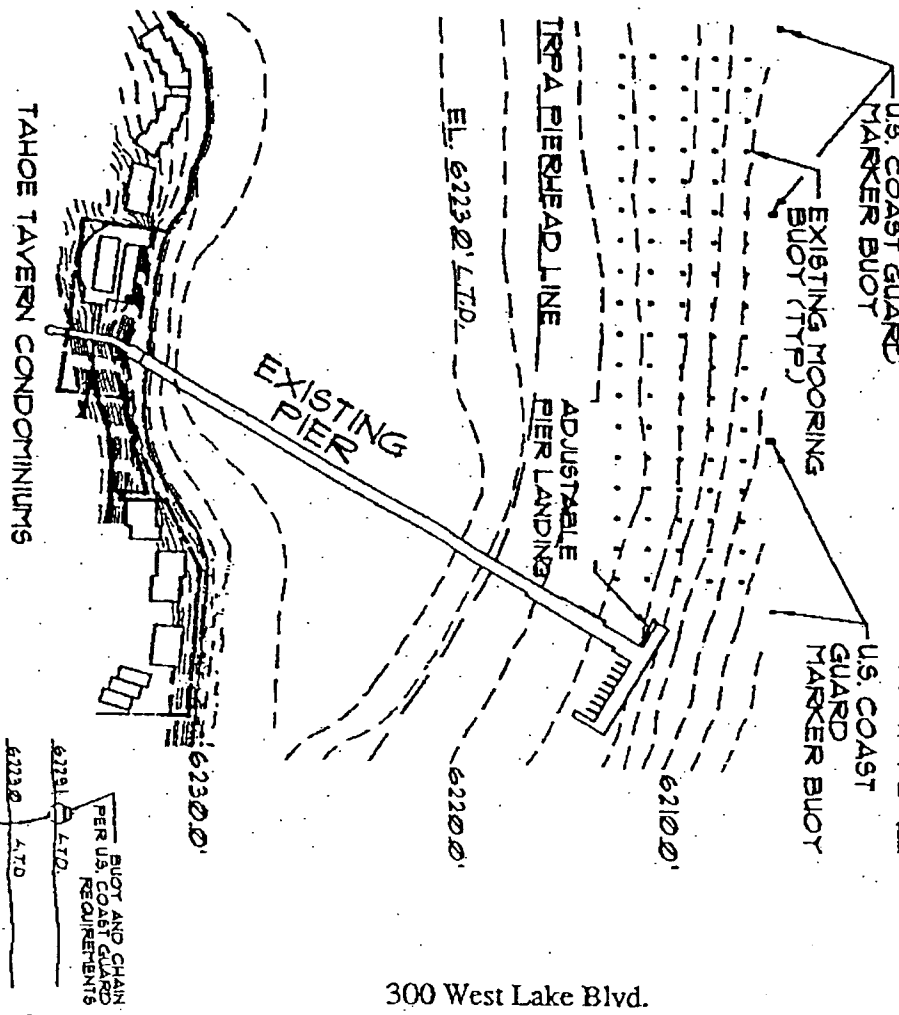 U.S. COAST GUARD
MARKER BUOY
EXISTING MOORING
BUOY (TYP.)
TRPA PIERHEAD LINE
EL. 6223.0' L.T.D.
EXISTING
PIER
ADJUSTABLE
PIER LANDING
U.S. COAST
GUARD
MARKER BUOY
6210.0'
6220.0'
6230.0'
TAHOE TAVERN CONDOMINIUMS
BUOY AND CHAIN
PER U.S. COAST GUARD
REQUIREMENTS
6229.1 L.T.D.
6223.0 L.T.D
300 West Lake Blvd.